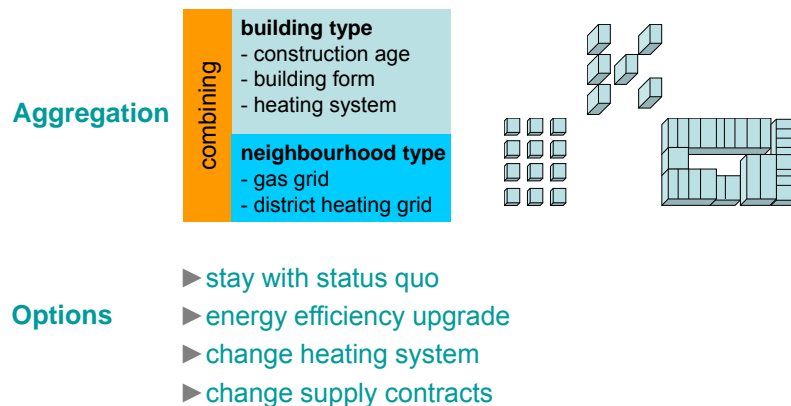 Aggregation
combining
building type
- construction age
- building form
- heating system
neighbourhood type
- gas grid
- district heating grid
Options
►stay with status quo
►energy efficiency upgrade
►change heating system
►change supply contracts